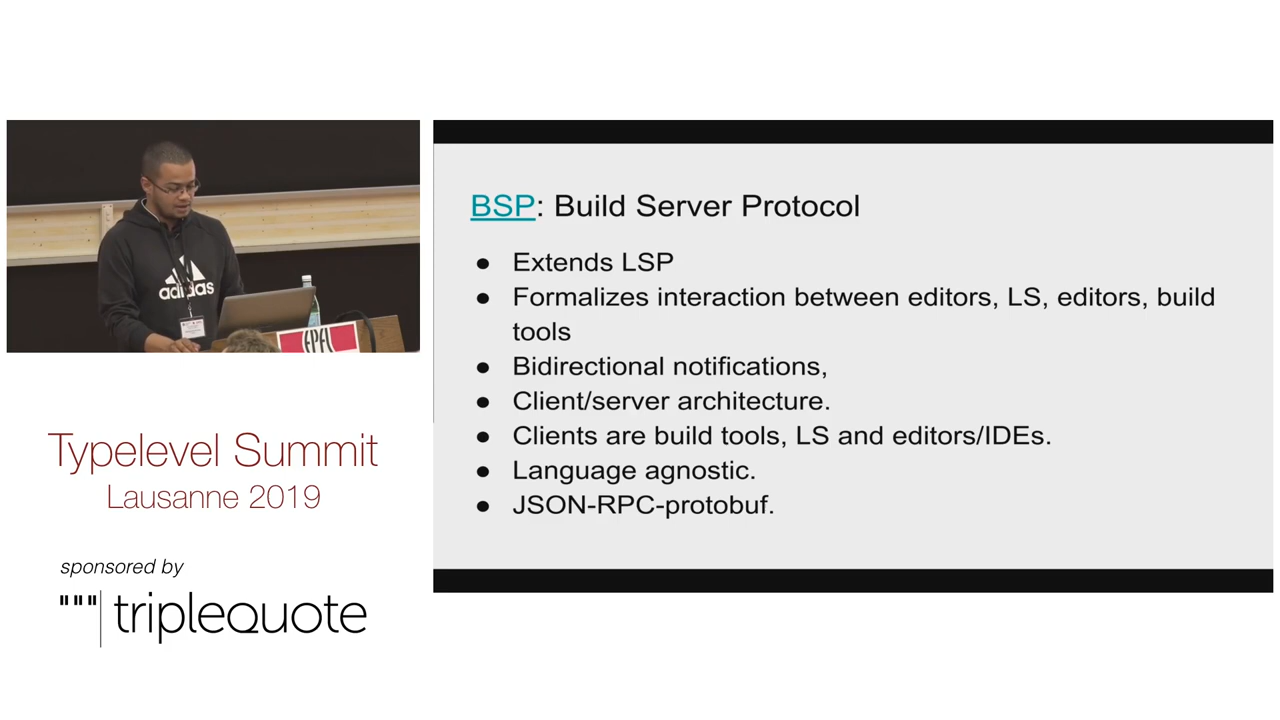 adidas
EPFL
Typelevel Summit
Lausanne 2019
sponsored by
triplequote
BSP: Build Server Protocol
● Extends LSP
● Formalizes interaction between editors, LS, editors, build
tools
● Bidirectional notifications,
● Client/server architecture.
● Clients are build tools, LS and editors/IDEs.
● Language agnostic.
● JSON-RPC-protobuf.